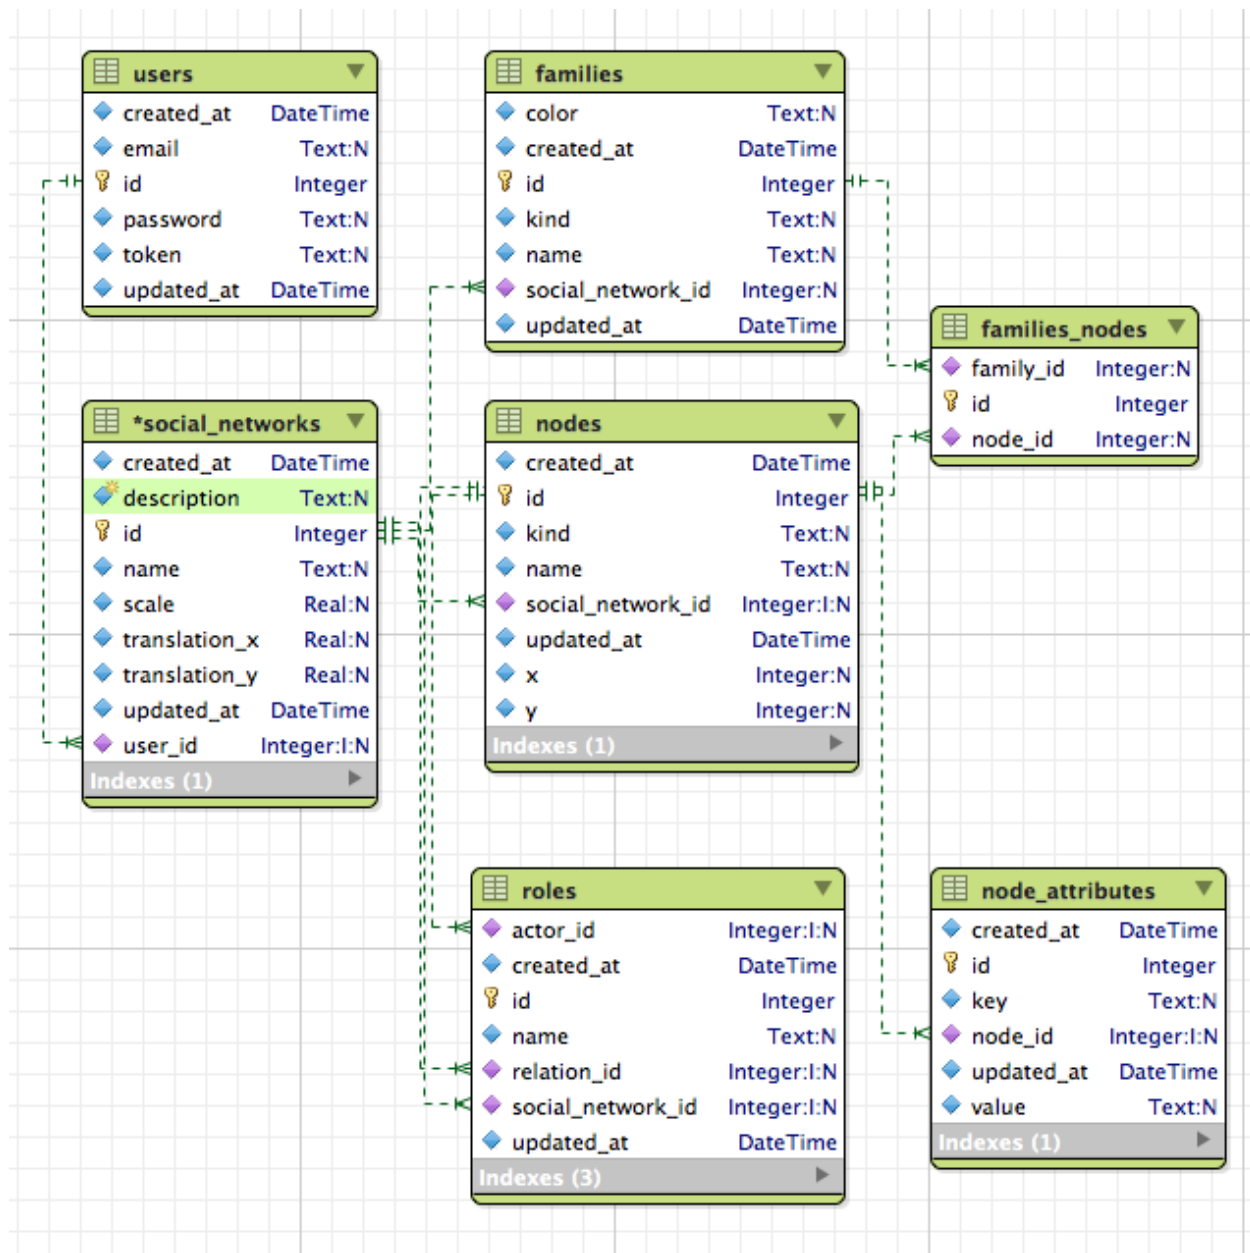 users
created_at DateTime
email Text:N
id Integer
password Text:N
token Text:N
updated_at DateTime
families
color Text:N
created_at DateTime
id Integer
kind Text:N
name Text:N
social_network_id Integer:N
updated_at DateTime
families_nodes
family_id Integer:N
id Integer
node_id Integer:N
*social_networks
created_at DateTime
description Text:N
id Integer
name Text:N
scale Real:N
translation_x Real:N
translation_y Real:N
updated_at DateTime
user_id Integer:I:N
Indexes (1)
nodes
created_at DateTime
id Integer
kind Text:N
name Text:N
social_network_id Integer:I:N
updated_at DateTime
x Integer:N
y Integer:N
Indexes (1)
roles
actor_id Integer:I:N
created_at DateTime
id Integer
name Text:N
relation_id Integer:I:N
social_network_id Integer:I:N
updated_at DateTime
Indexes (3)
node_attributes
created_at DateTime
id Integer
key Text:N
node_id Integer:I:N
updated_at DateTime
value Text:N
Indexes (1)